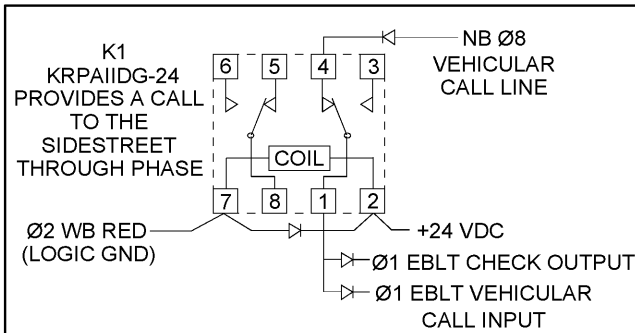 K1
KRPAIIDG-24
PROVIDES A CALL
TO THE
SIDESTREET
THROUGH PHASE
6
5
4
3
NB Ø8
VEHICULAR
CALL LINE
COIL
7
8
1
2
Ø2 WB RED
(LOGIC GND)
+24 VDC
Ø1 EBLT CHECK OUTPUT
Ø1 EBLT VEHICULAR
CALL INPUT